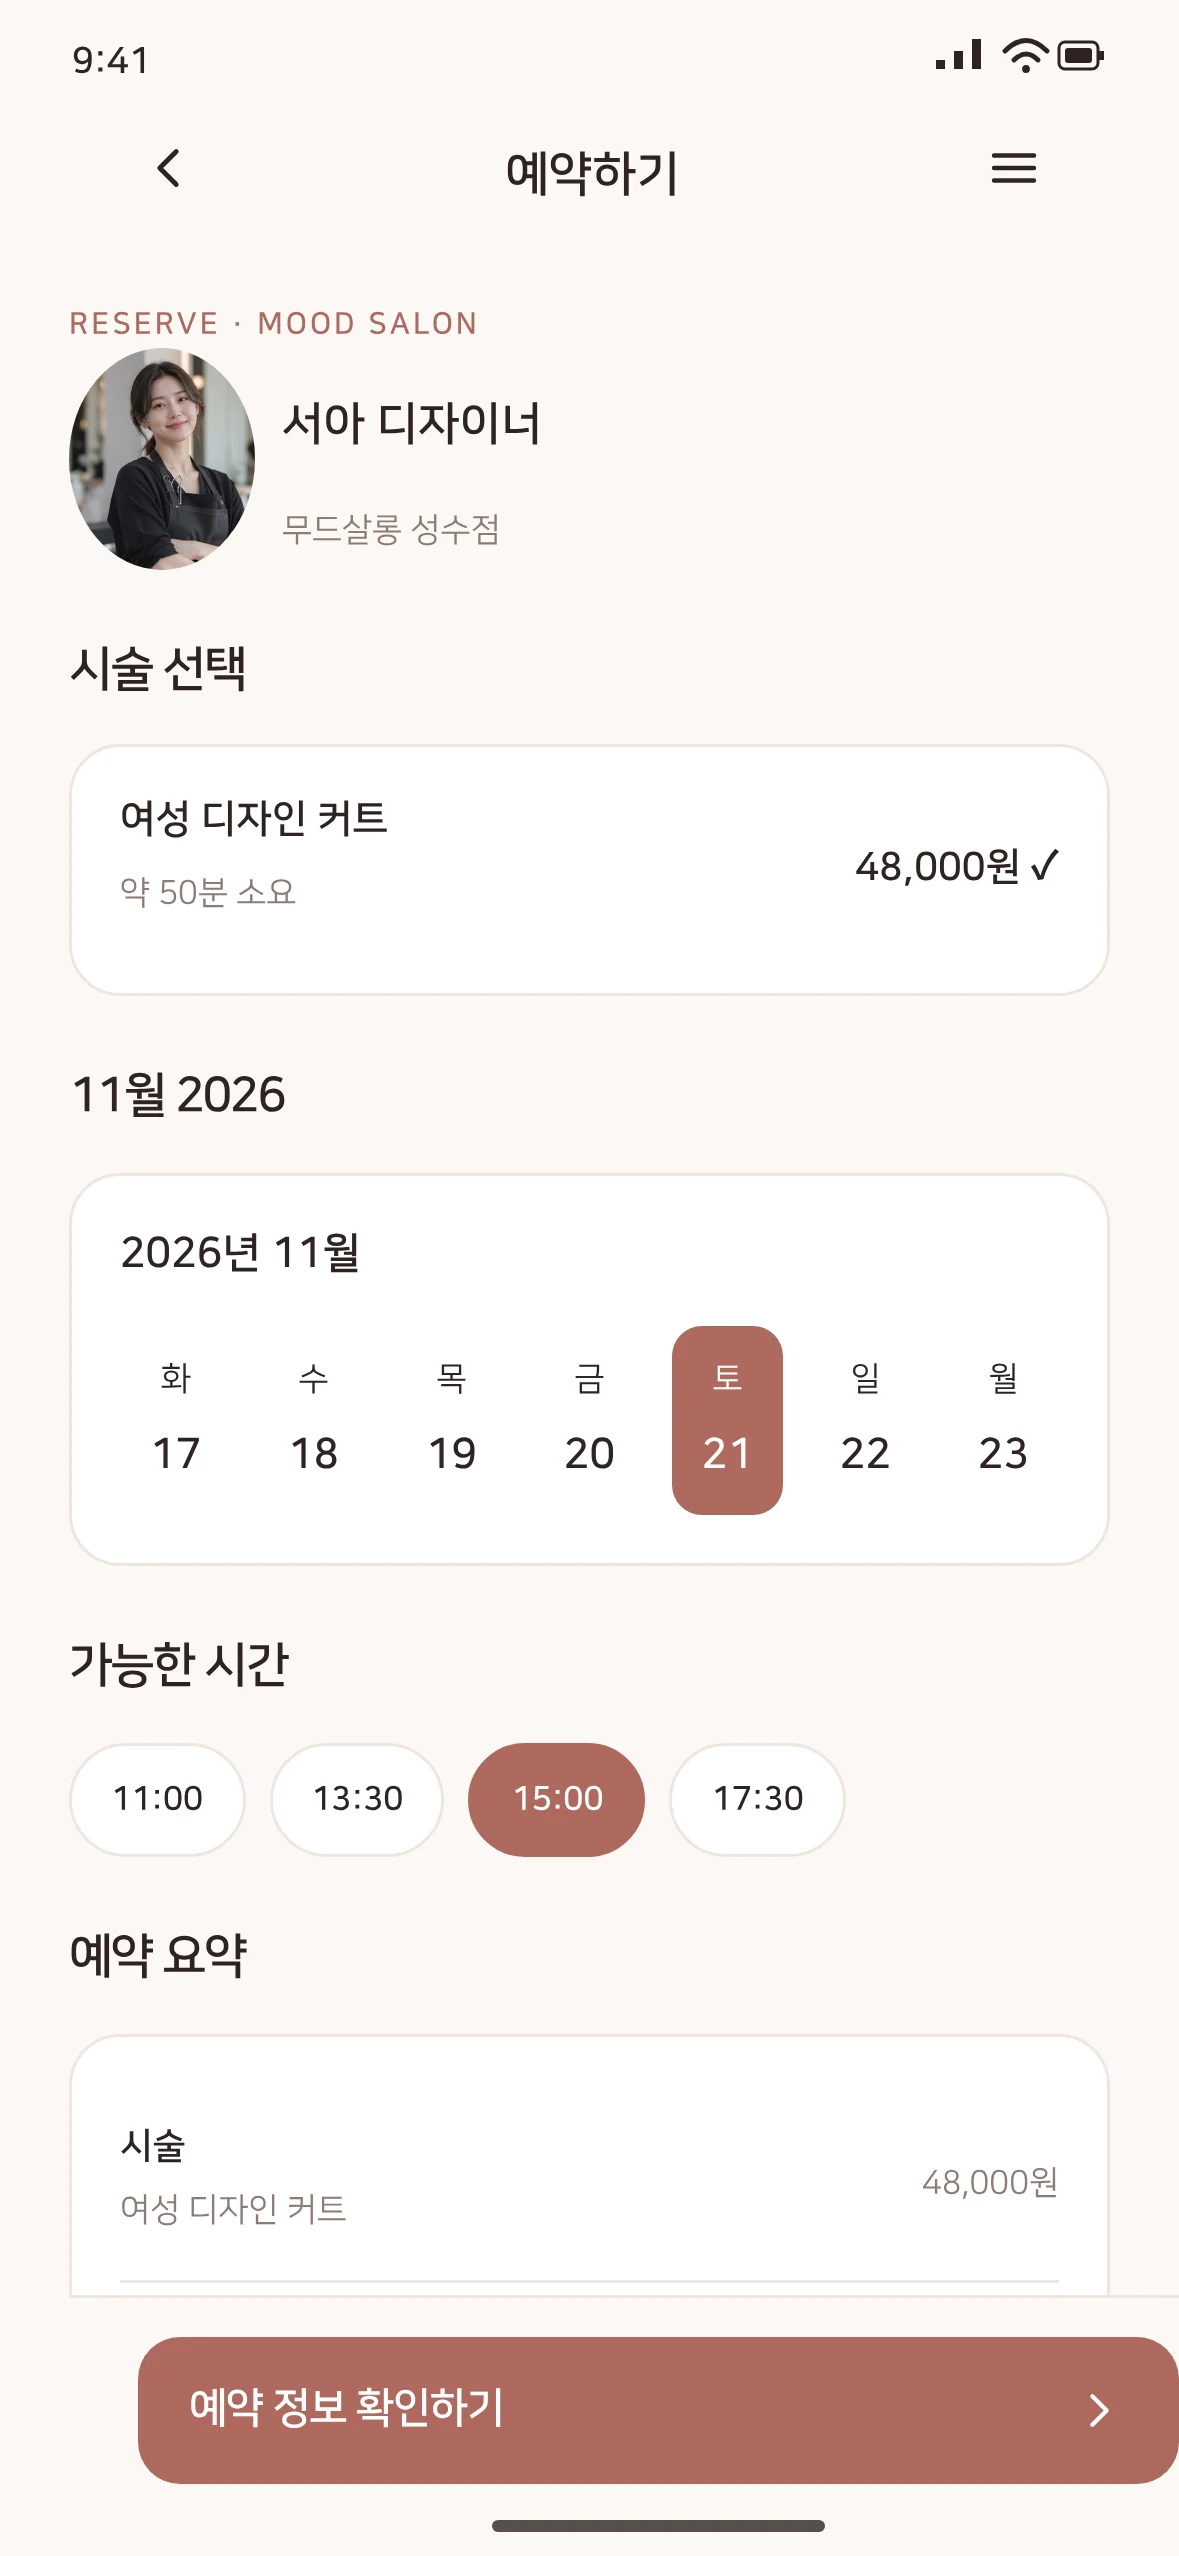 9:41
예약하기
RESERVE · MOOD SALON
서아 디자이너
무드살롱 성수점
시술 선택
여성 디자인 커트
약 50분 소요
48,000원 ✓
11월 2026
2026년 11월
화 수 목 금 토 일 월
17 18 19 20 21 22 23
가능한 시간
11:00 13:30 15:00 17:30
예약 요약
시술
여성 디자인 커트
48,000원
예약 정보 확인하기